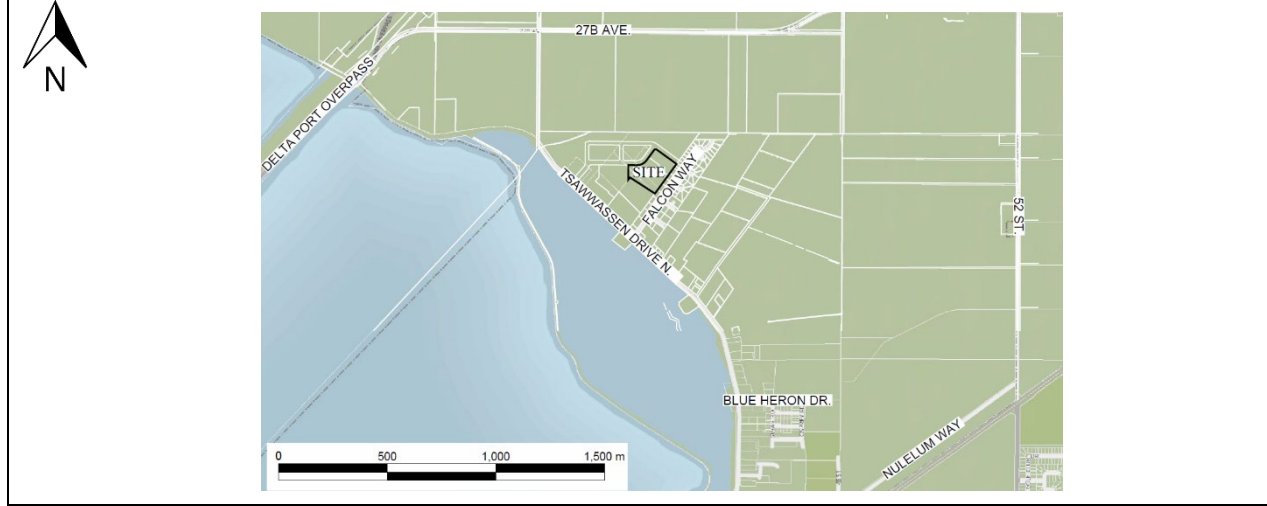 N
27B AVE.
DELTA PORT OVERPASS
SITE
FALCON WAY
TSAWWASSEN DRIVE N.
52 ST.
BLUE HERON DR.
NULELUM WAY
0 500 1,000 1,500 m